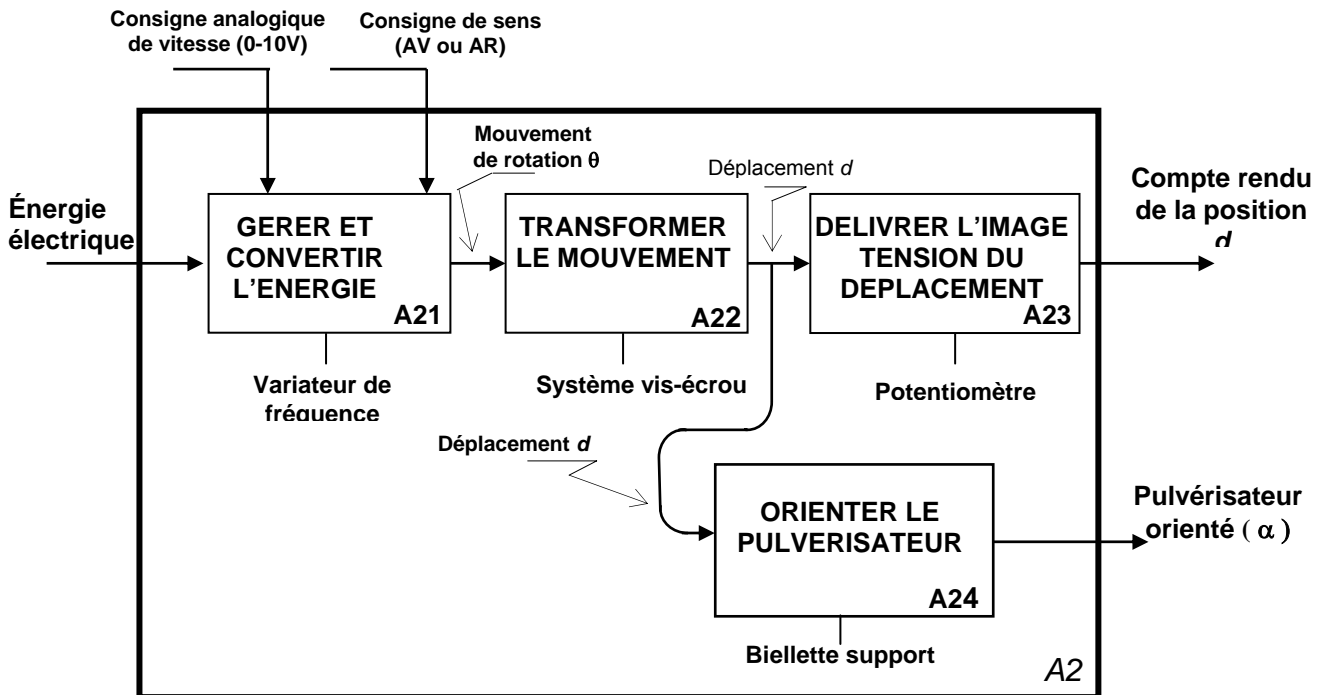 Consigne analogique
de vitesse (0-10V)
Consigne de sens
(AV ou AR)
Mouvement
de rotation θ
Déplacement d
Énergie
électrique
GERER ET
CONVERTIR
L'ENERGIE
A21
TRANSFORMER
LE MOUVEMENT
A22
DELIVRER L'IMAGE
TENSION DU
DEPLACEMENT
A23
Compte rendu
de la position
d
Variateur de
fréquence
Système vis-écrou
Potentiomètre
Déplacement d
ORIENTER LE
PULVERISATEUR
A24
Pulvérisateur
orienté ( α )
Biellette support
A2